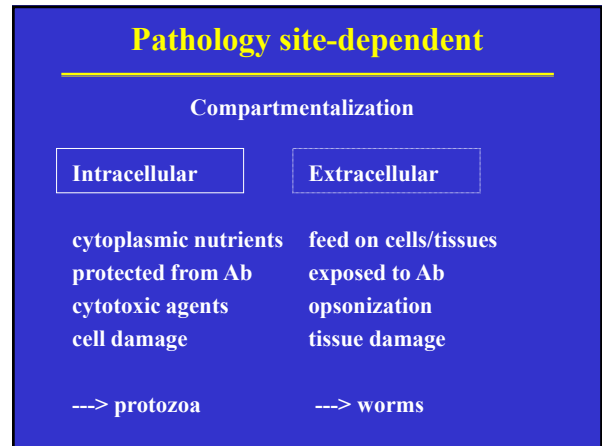 Pathology site-dependent
Compartmentalization
Intracellular
Extracellular
cytoplasmic nutrients feed on cells/tissues
protected from Ab exposed to Ab
cytotoxic agents opsonization
cell damage tissue damage
---> protozoa ---> worms